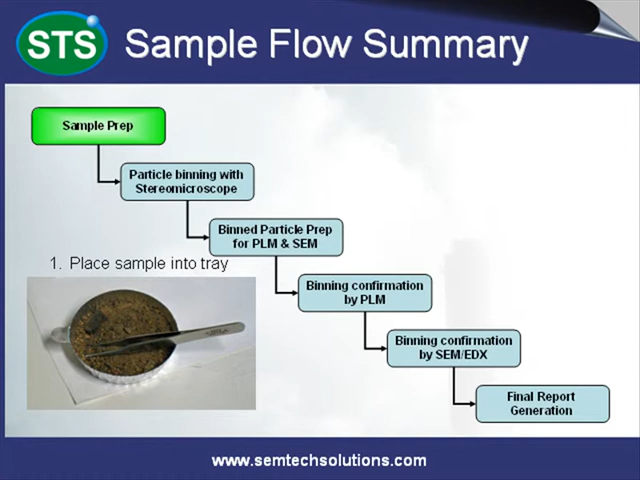 STS
Sample Flow Summary
Sample Prep
Particle binning with
Stereomicroscope
Binned Particle Prep
for PLM & SEM
1. Place sample into tray
Binning confirmation
by PLM
Binning confirmation
by SEM/EDX
Final Report
Generation
www.semtechsolutions.com